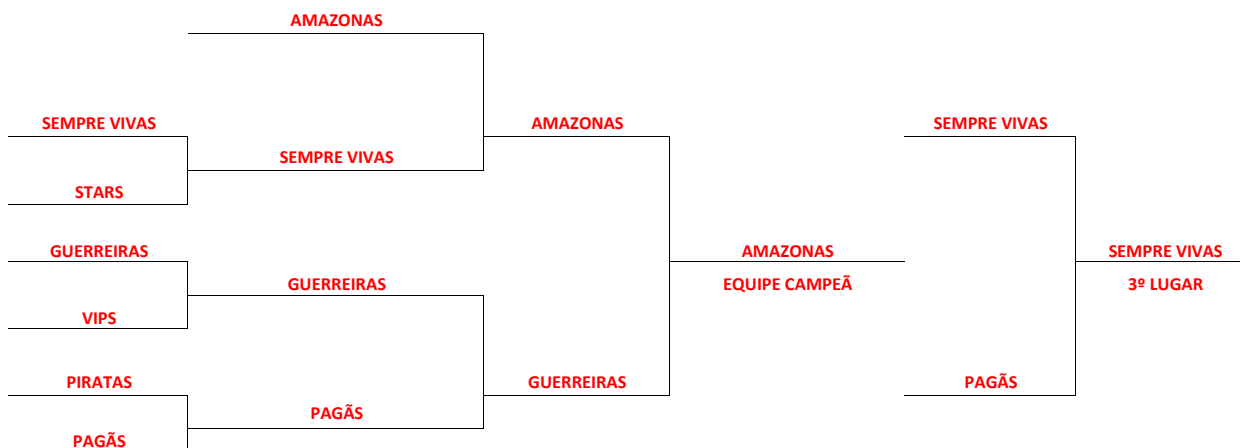 AMAZONAS
SEMPRE VIVAS
AMAZONAS
SEMPRE VIVAS
SEMPRE VIVAS
STARS
GUERREIRAS
AMAZONAS
SEMPRE VIVAS
GUERREIRAS
EQUIPE CAMPEÃ
3º LUGAR
VIPS
PIRATAS
GUERREIRAS
PAGÃS
PAGÃS
PAGÃS